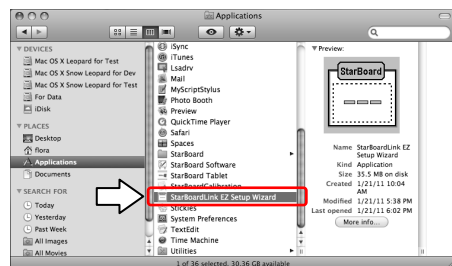 Applications
DEVICES
Mac OS X Leopard for Test
Mac OS X Snow Leopard for Dev
Mac OS X Snow Leopard for Test
For Data
iDisk
PLACES
Desktop
flora
Applications
Documents
SEARCH FOR
Today
Yesterday
Past Week
All Images
All Movies
iSync
iTunes
Lsadrv
Mail
MyScriptStylus
Photo Booth
Preview
QuickTime Player
Safari
Spaces
StarBoard
StarBoard Software
StarBoard Tablet
StarBoardCalibration
StarBoardLink EZ Setup Wizard
Stickies
System Preferences
TextEdit
Time Machine
Utilities
Preview:
StarBoard
Name StarBoardLink EZ
Setup Wizard
Kind Application
Size 35.5 MB on disk
Created 1/21/11 10:04
AM
Modified 1/21/11 5:38 PM
Last opened 1/21/11 6:02 PM
More info...
1 of 36 selected, 30.36 GB available